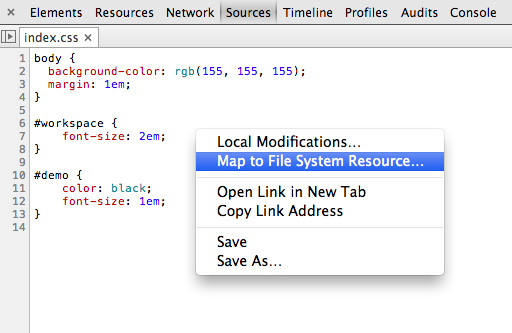 × Elements Resources Network Sources Timeline Profiles Audits Console
index.css ×
1 body {
2   background-color: rgb(155, 155, 155);
3   margin: 1em;
4 }
5
6 #workspace {
7     font-size: 2em;
8 }
9
10 #demo {
11     color: black;
12     font-size: 1em;
13 }
14
Local Modifications...
Map to File System Resource...
Open Link in New Tab
Copy Link Address
Save
Save As...